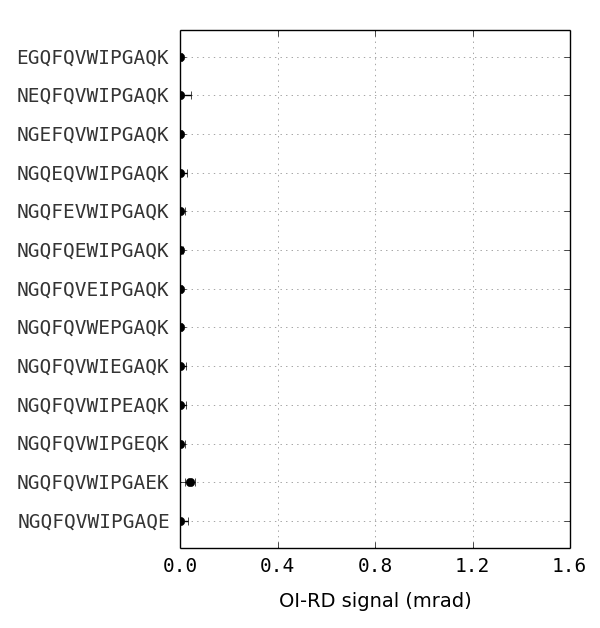 EGQFQVWIPGAQK
NEQFQVWIPGAQK
NGEFQVWIPGAQK
NGQEQVWIPGAQK
NGQFEVWIPGAQK
NGQFQEWIPGAQK
NGQFQVEIPGAQK
NGQFQVWEPGAQK
NGQFQVWIEGAQK
NGQFQVWIPEAQK
NGQFQVWIPGEQK
NGQFQVWIPGAEK
NGQFQVWIPGAQE
0.0 0.4 0.8 1.2 1.6
OI-RD signal (mrad)